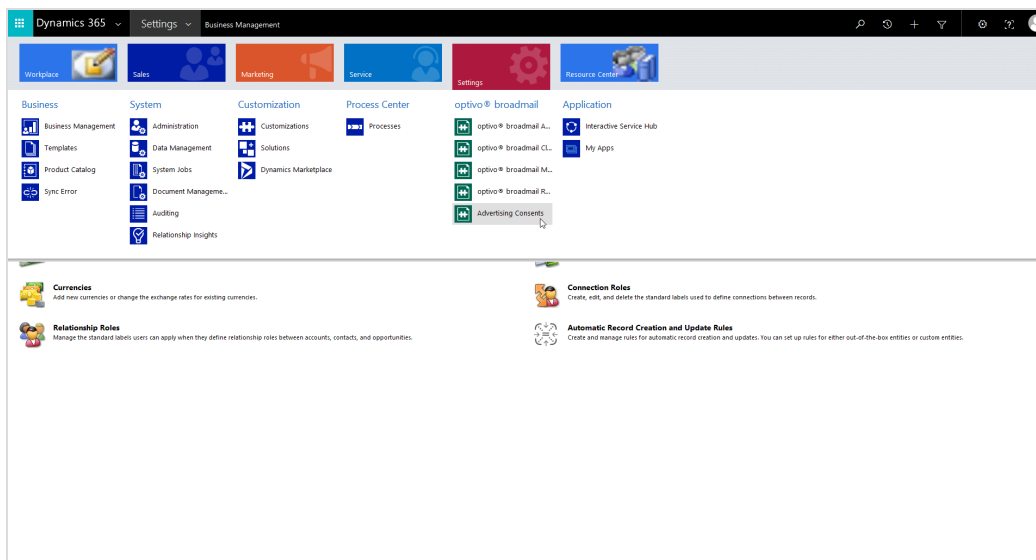 Dynamics 365 Settings Business Management
Workplace Sales Marketing Service Settings Resource Center
Business System Customization Process Center optivo® broadmail Application
Business Management Administration Customizations Processes optivo® broadmail A... Interactive Service Hub
Templates Data Management Solutions optivo® broadmail Cl... My Apps
Product Catalog System Jobs Dynamics Marketplace optivo® broadmail M...
Sync Error Document Manageme... optivo® broadmail R...
Auditing Advertising Consents
Relationship Insights
Currencies
Add new currencies or change the exchange rates for existing currencies.
Connection Roles
Create, edit, and delete the standard labels used to define connections between records.
Relationship Roles
Manage the standard labels users can apply when they define relationship roles between accounts, contacts, and opportunities.
Automatic Record Creation and Update Rules
Create and manage rules for automatic record creation and updates. You can set up rules for either out-of-the-box entities or custom entities.